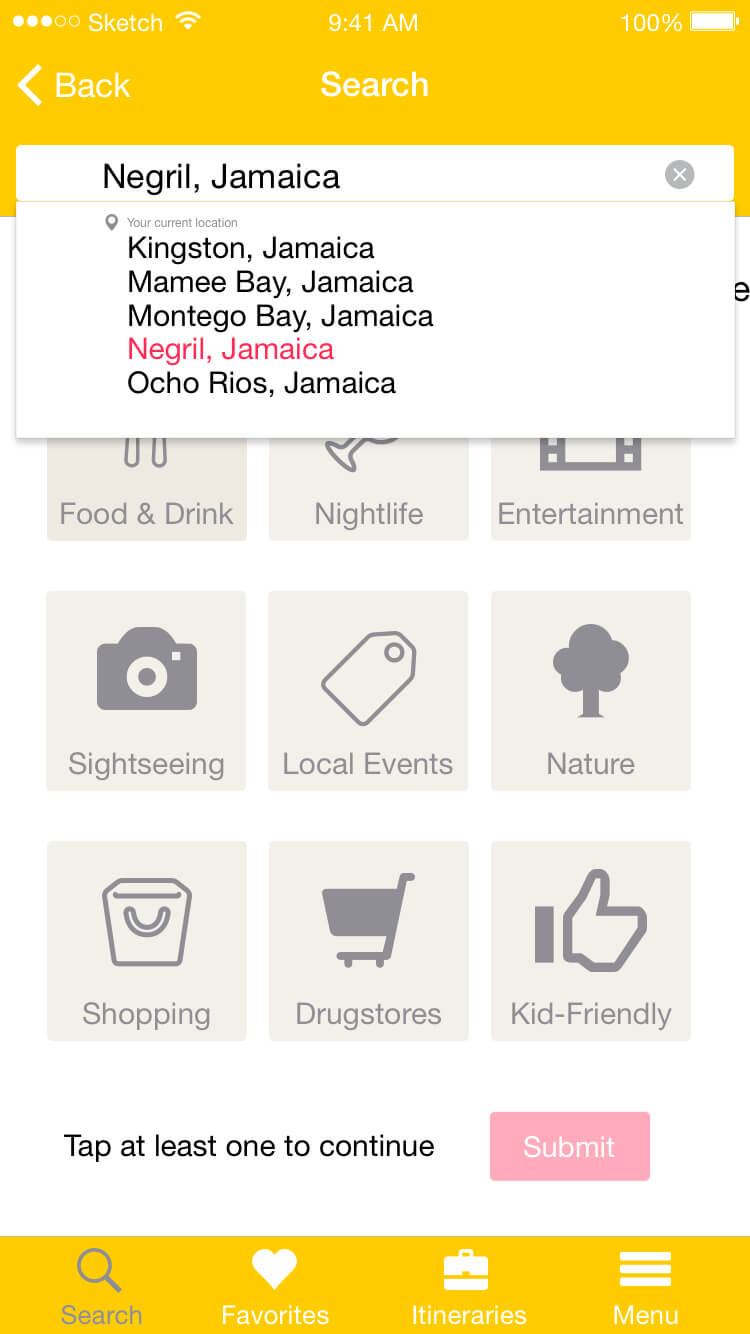 Sketch 9:41 AM 100%
Back Search
Negril, Jamaica
Your current location
Kingston, Jamaica
Mamee Bay, Jamaica
Montego Bay, Jamaica
Negril, Jamaica
Ocho Rios, Jamaica
Food & Drink Nightlife Entertainment
Sightseeing Local Events Nature
Shopping Drugstores Kid-Friendly
Tap at least one to continue Submit
Search Favorites Itineraries Menu